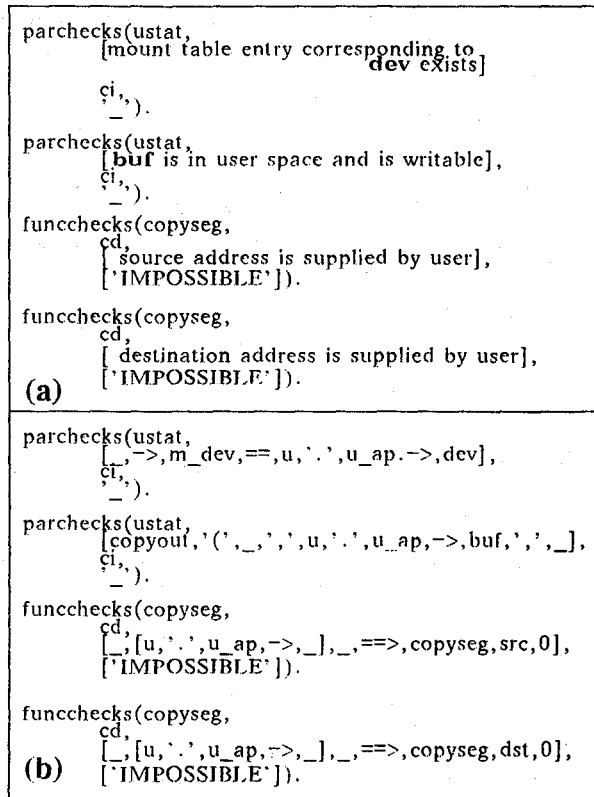 parchecks(ustat,
[mount table entry corresponding to
dev exists]
ci,
'_').
parchecks(ustat,
[buf is in user space and is writable],
ci,
'_').
funcchecks(copyseg,
cd,
[ source address is supplied by user],
['IMPOSSIBLE']).
funcchecks(copyseg,
cd,
[ destination address is supplied by user],
(a) ['IMPOSSIBLE']).
parchecks(ustat,
[_,->,m_dev,==,u,'.',u_ap.->,dev],
ci,
'_').
parchecks(ustat,
[copyout,'(',_,',',u,'.',u_ap,->,buf,',',_],
ci,
'_').
funcchecks(copyseg,
cd,
[_,[u,'.',u_ap,->,_],_,==>,copyseg,src,0],
['IMPOSSIBLE']).
funcchecks(copyseg,
cd,
[_,[u,'.',u_ap,->,_],_,==>,copyseg,dst,0],
(b) ['IMPOSSIBLE']).